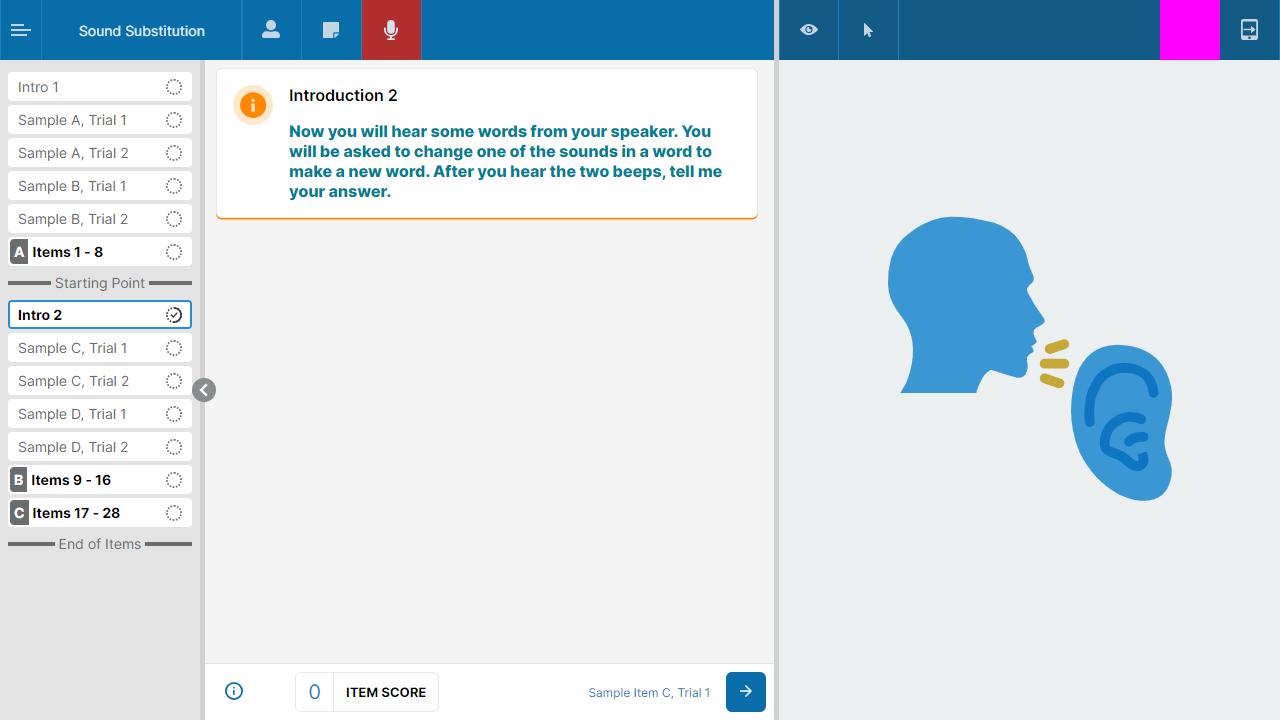 Sound Substitution
Intro 1
Sample A, Trial 1
Sample A, Trial 2
Sample B, Trial 1
Sample B, Trial 2
A Items 1 - 8
Starting Point
Intro 2
Sample C, Trial 1
Sample C, Trial 2
Sample D, Trial 1
Sample D, Trial 2
B Items 9 - 16
C Items 17 - 28
End of Items
Introduction 2
Now you will hear some words from your speaker. You
will be asked to change one of the sounds in a word to
make a new word. After you hear the two beeps, tell me
your answer.
0 ITEM SCORE
Sample Item C, Trial 1